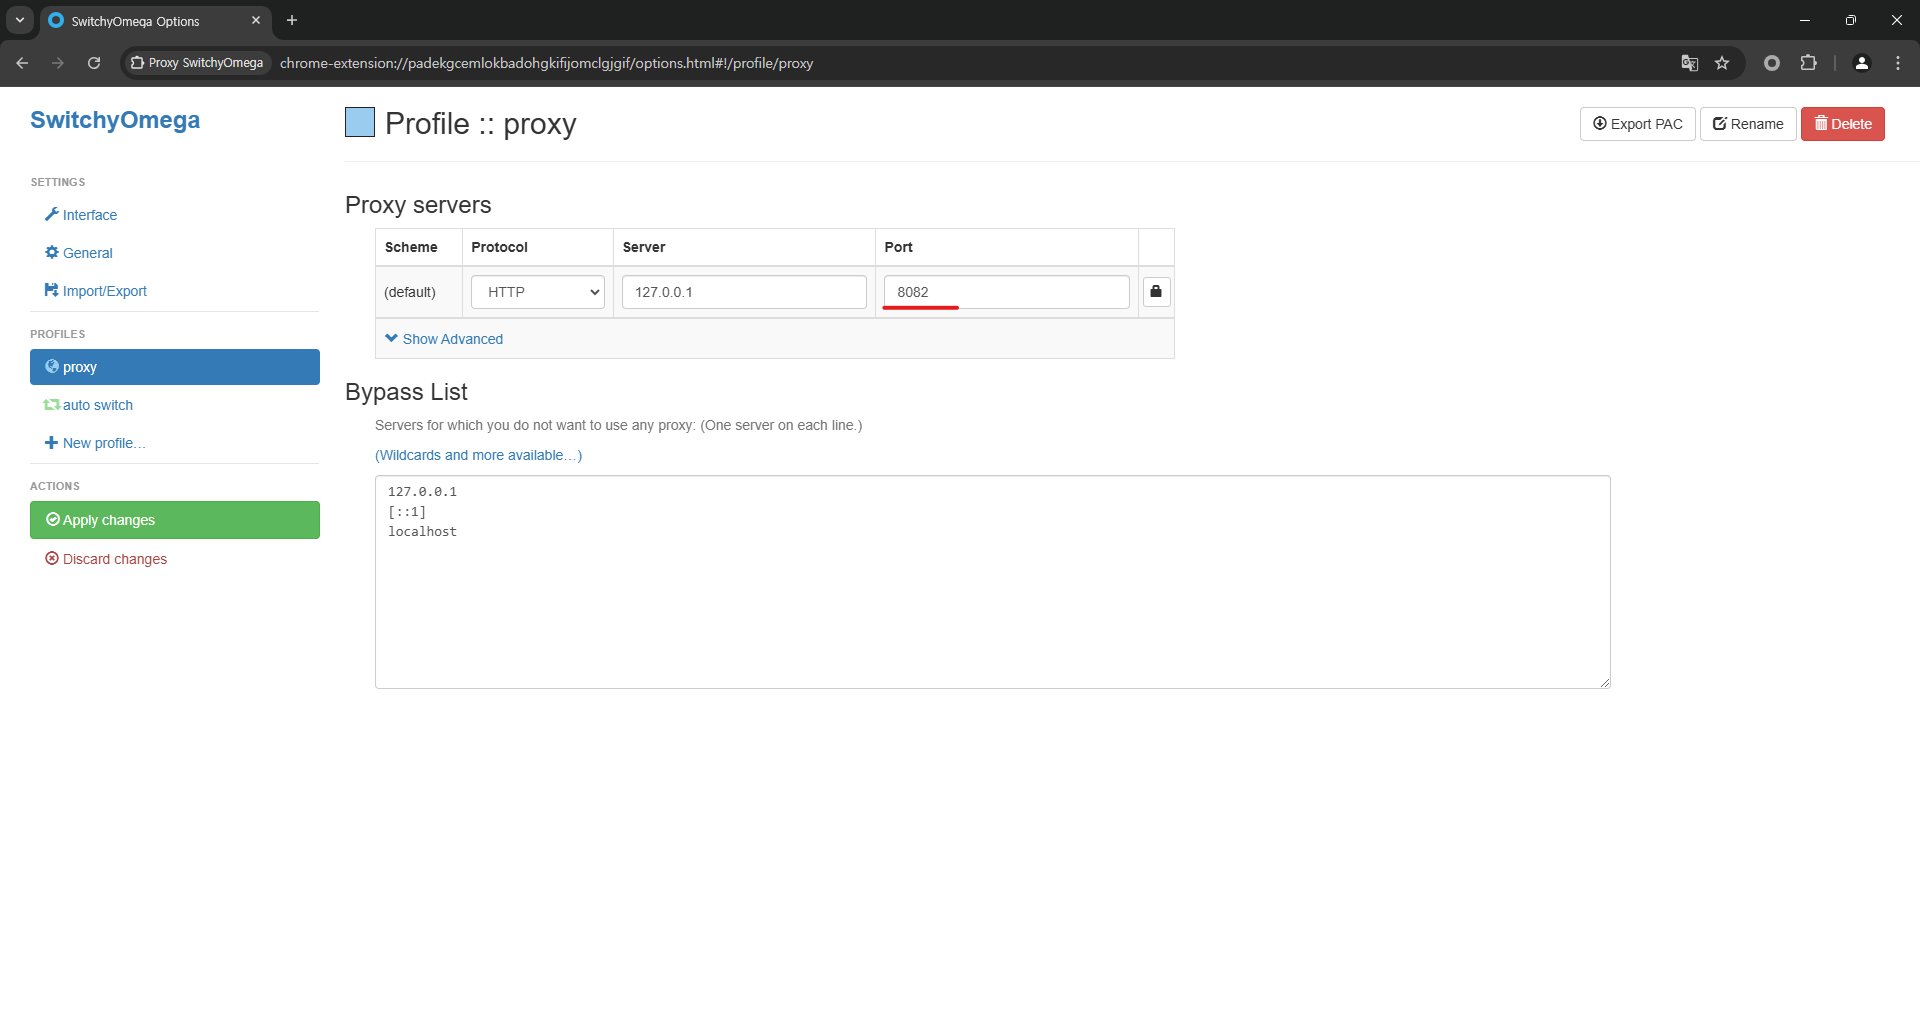 SwitchyOmega Options
Proxy SwitchyOmega
chrome-extension://padekgcemlokbadohgkifijomclgjgif/options.html#!/profile/proxy
SwitchyOmega
SETTINGS
Interface
General
Import/Export
PROFILES
proxy
auto switch
New profile…
ACTIONS
Apply changes
Discard changes
Profile :: proxy
Export PAC
Rename
Delete
Proxy servers
Scheme Protocol Server Port
(default) HTTP 127.0.0.1 8082
Show Advanced
Bypass List
Servers for which you do not want to use any proxy: (One server on each line.)
(Wildcards and more available…)
127.0.0.1
[::1]
localhost